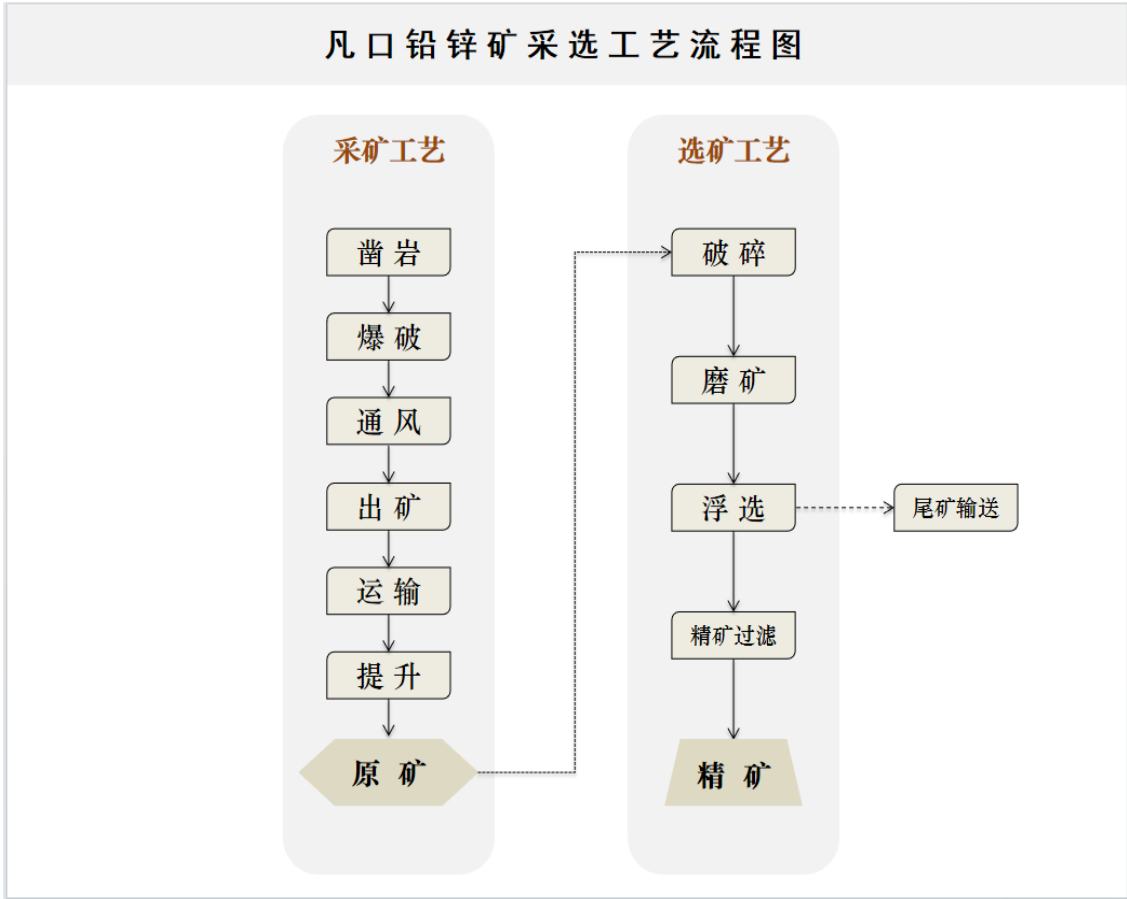 凡口铅锌矿采选工艺流程图
采矿工艺
凿岩
爆破
通风
出矿
运输
提升
原矿
选矿工艺
破碎
磨矿
浮选
尾矿输送
精矿过滤
精矿